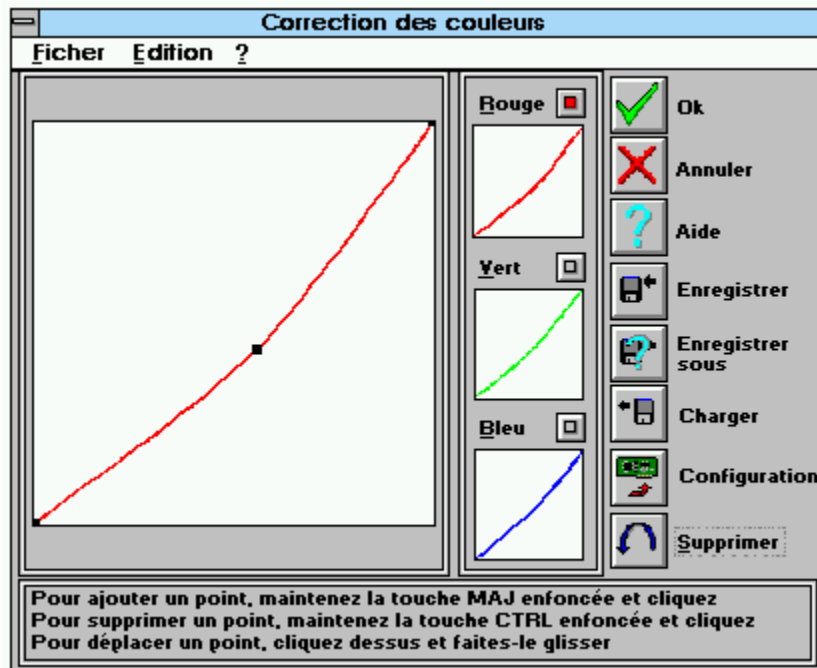 Correction des couleurs
Ficher Edition ?
Rouge
Vert
Bleu
Ok
Annuler
Aide
Enregistrer
Enregistrer
sous
Charger
Configuration
Supprimer
Pour ajouter un point, maintenez la touche MAJ enfoncée et cliquez
Pour supprimer un point, maintenez la touche CTRL enfoncée et cliquez
Pour déplacer un point, cliquez dessus et faites-le glisser